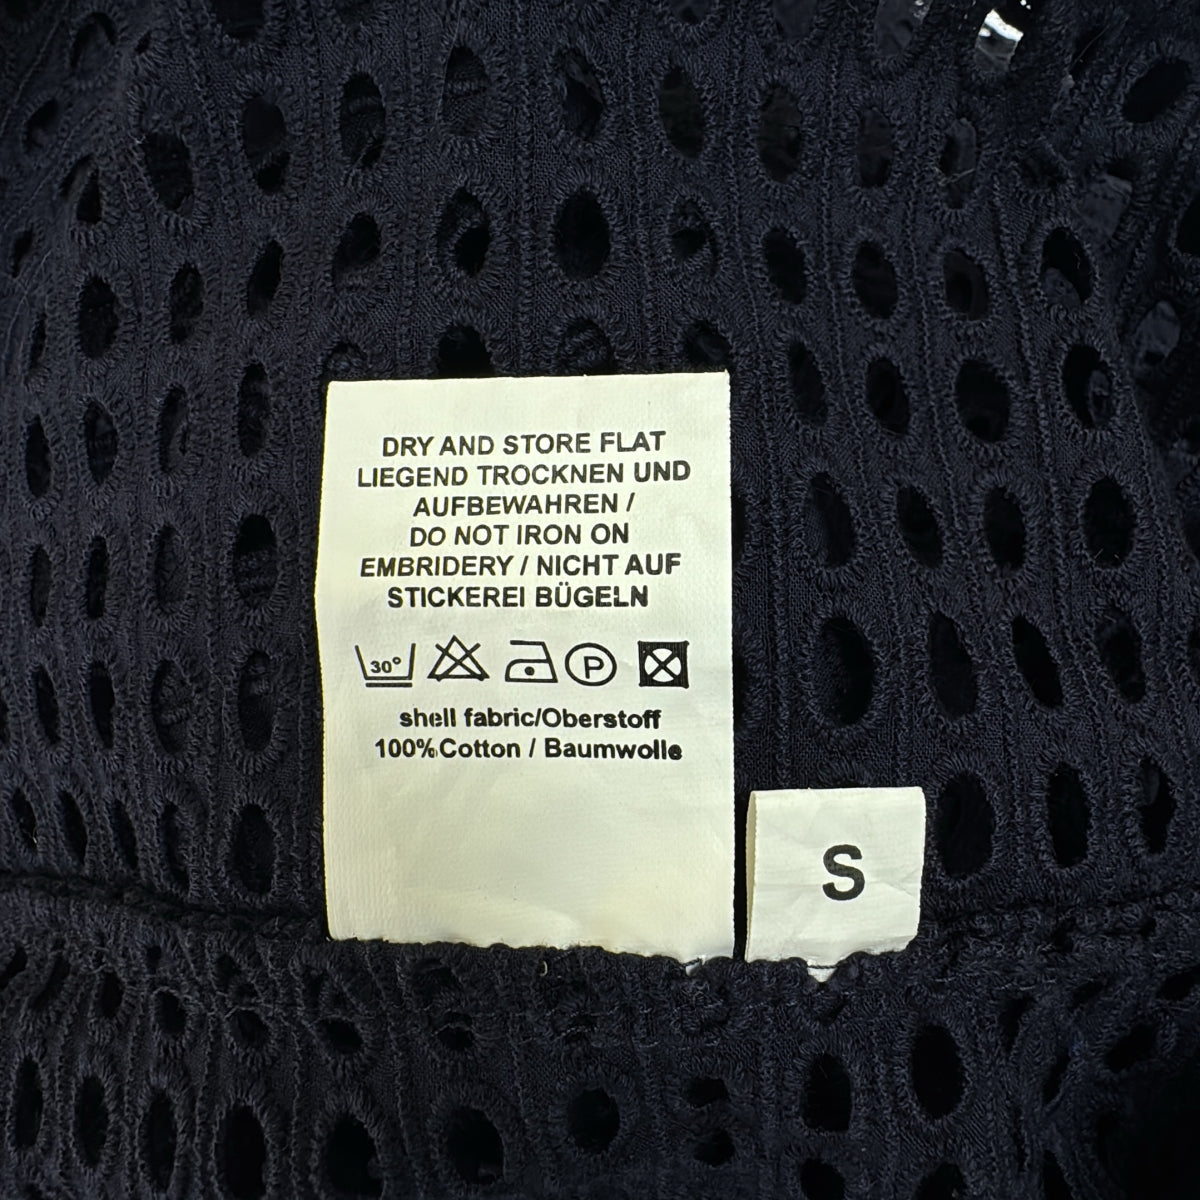 DRY AND STORE FLAT
LIEGEND TROCKNEN UND
AUFBEWAHREN /
DO NOT IRON ON
EMBRIDERY / NICHT AUF
STICKEREI BÜGELN
30° P
shell fabric/Oberstoff
100%Cotton / Baumwolle
S